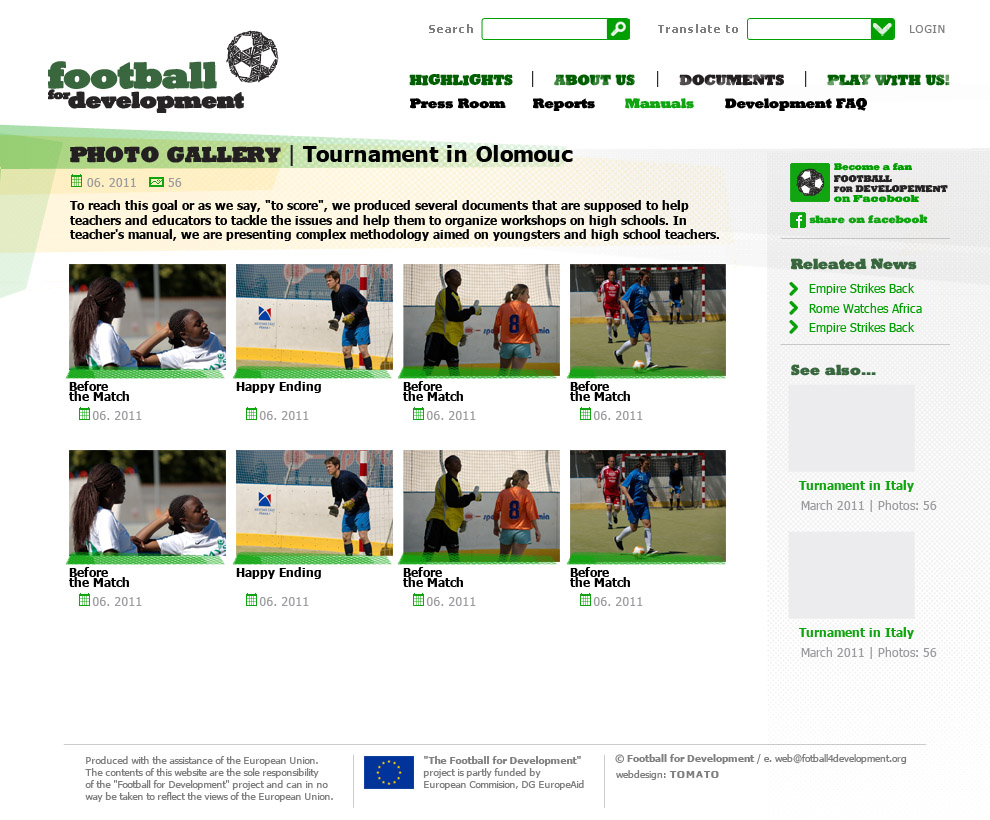 Search
Translate to
LOGIN
football
for development
HIGHLIGHTS | ABOUT US | DOCUMENTS | PLAY WITH US!
Press Room Reports Manuals Development FAQ
PHOTO GALLERY | Tournament in Olomouc
06. 2011 56
To reach this goal or as we say, "to score", we produced several documents that are supposed to help
teachers and educators to tackle the issues and help them to organize workshops on high schools. In
teacher's manual, we are presenting complex methodology aimed on youngsters and high school teachers.
8
Before
the Match
06. 2011
Happy Ending
06. 2011
Before
the Match
06. 2011
Before
the Match
06. 2011
8
Before
the Match
06. 2011
Happy Ending
06. 2011
Before
the Match
06. 2011
Before
the Match
06. 2011
Become a fan
FOOTBALL
FOR DEVELOPEMENT
on Facebook
share on facebook
Releated News
Empire Strikes Back
Rome Watches Africa
Empire Strikes Back
See also...
Turnament in Italy
March 2011 | Photos: 56
Turnament in Italy
March 2011 | Photos: 56
Produced with the assistance of the European Union.
The contents of this website are the sole responsibility
of the "Football for Development" project and can in no
way be taken to reflect the views of the European Union.
"The Football for Development"
project is partly funded by
European Commision, DG EuropeAid
© Football for Development / e. web@fotball4development.org
webdesign: TOMATO